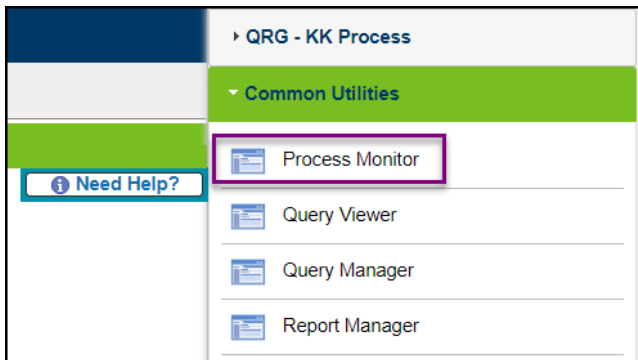 QRG - KK Process
Common Utilities
Process Monitor
Need Help?
Query Viewer
Query Manager
Report Manager